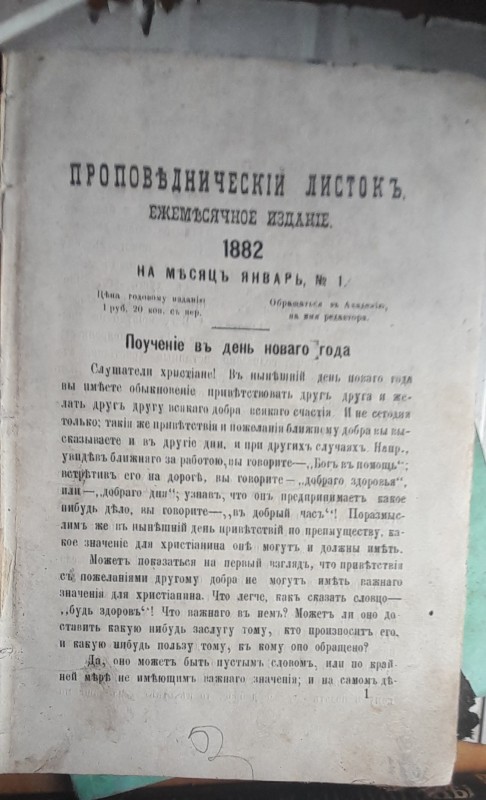 ПРОПОВѢДНИЧЕСКІЙ ЛИСТОКЪ.
ЕЖЕМѢСЯЧНОЕ ИЗДАНІЕ.
1882
НА МѢСЯЦЪ ЯНВАРЬ, № 1.
Цѣна годовому изданію
1 руб. 20 коп. съ пер.
Обращаться въ Академію,
на имя редактора.
Поученіе въ день новаго года
Слушатели христіане! Въ нынѣшній день новаго года
вы имѣете обыкновеніе привѣтствовать другъ друга и же-
лать другъ другу всякаго добра всякаго счастія. И не сегодня
только; такія же привѣтствія и пожеланія ближнему добра вы вы-
сказываете и въ другіе дни, и при другихъ случаяхъ. Напр.,
увидѣвъ ближняго за работою, вы говорите—„Богъ въ помощь“;
встрѣтивъ его на дорогѣ, вы говорите—„добраго здоровья“,
или—„добраго дня“; узнавъ, что онъ предпринимаетъ какое
нибудь дѣло, вы говорите—„въ добрый часъ“! Поразмыс-
лимъ же въ нынѣшній день привѣтствій по преимуществу, ка-
кое значеніе для христіанина онѣ могутъ и должны имѣть.
Можетъ показаться на первый взглядъ, что привѣтствія
съ пожеланіями другому добра не могутъ имѣть важнаго
значенія для христіанина. Что легче, какъ сказать словцо—
„будь здоровъ“! Что важнаго въ немъ? Можетъ ли оно до-
ставить какую нибудь заслугу тому, кто произноситъ его,
и какую нибудь пользу тому, къ кому оно обращено?
Да, оно можетъ быть пустымъ словомъ, или по край-
ней мѣрѣ не имѣющимъ важнаго значенія; и на самомъ дѣ-
1